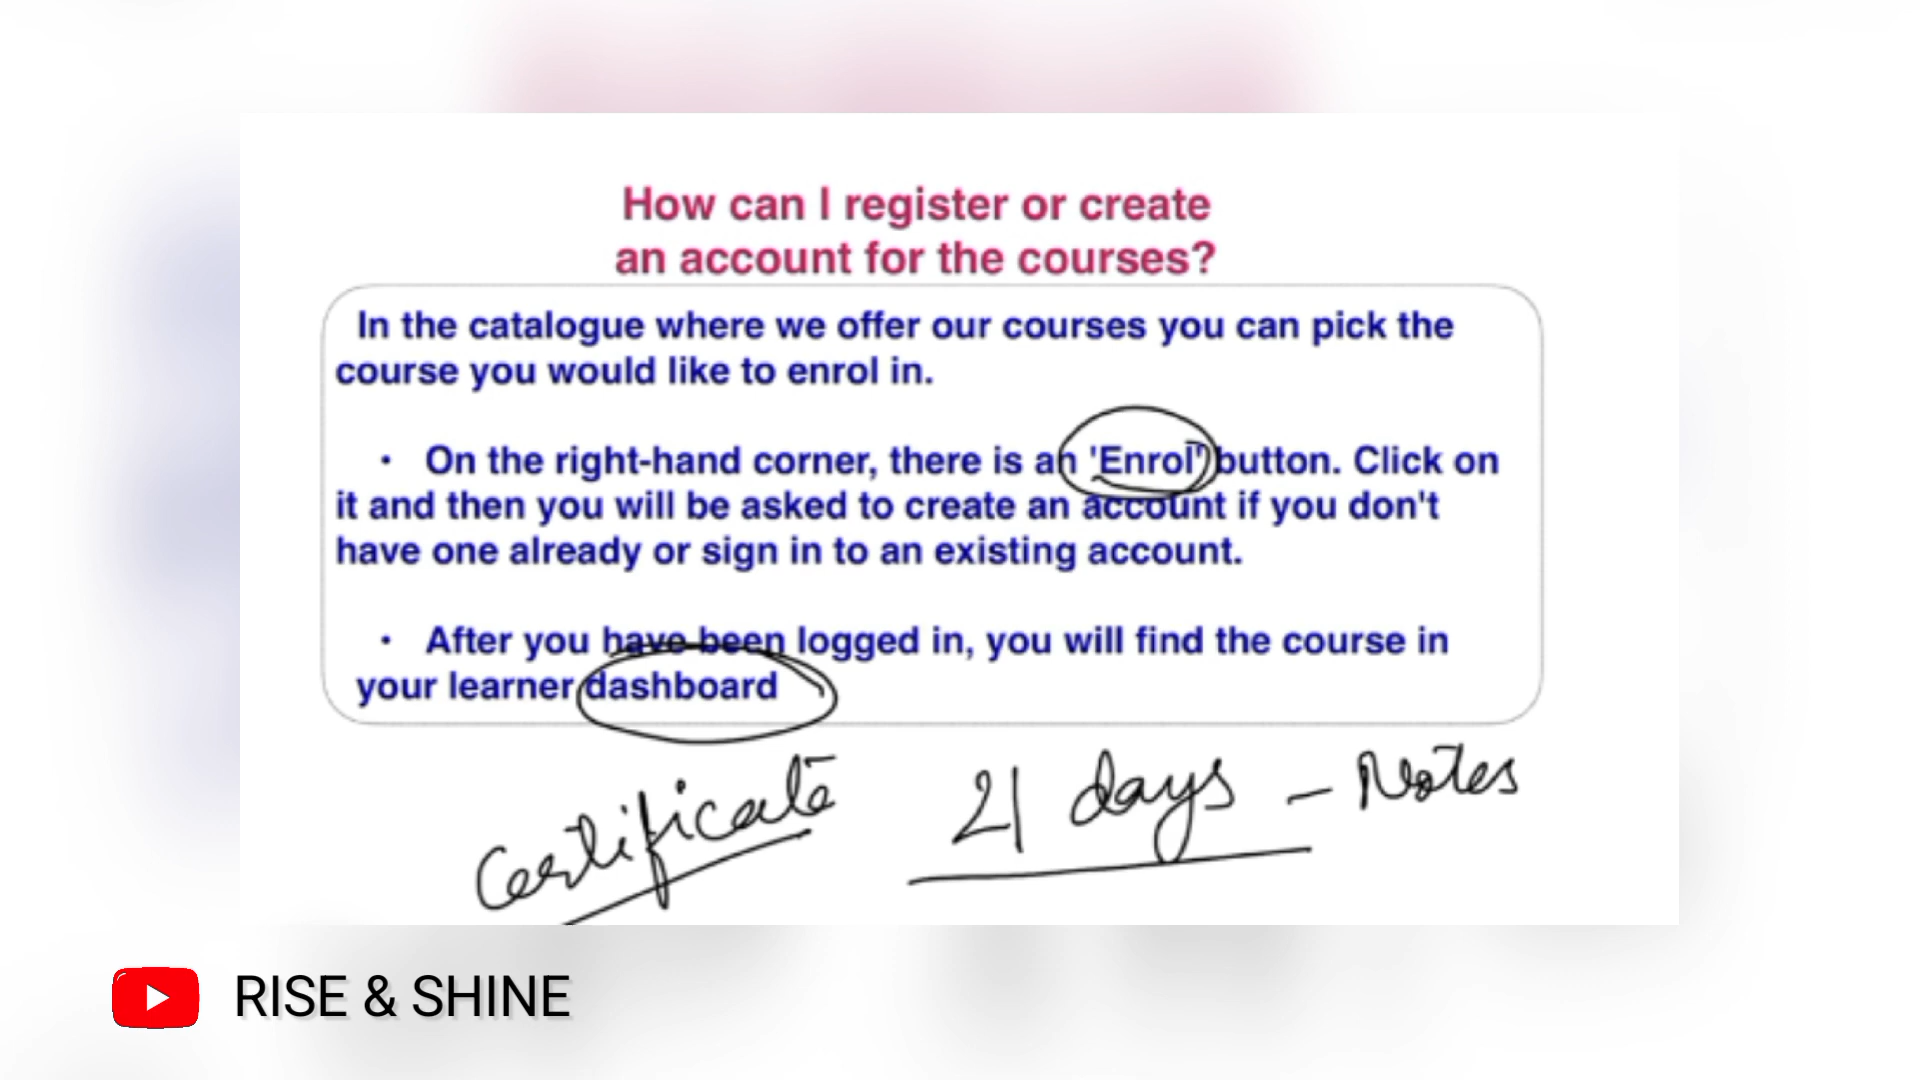 How can I register or create
an account for the courses?
In the catalogue where we offer our courses you can pick the
course you would like to enrol in.
• On the right-hand corner, there is an 'Enrol' button. Click on
it and then you will be asked to create an account if you don't
have one already or sign in to an existing account.
• After you have been logged in, you will find the course in
your learner dashboard
Certificate 21 days - Notes
RISE & SHINE